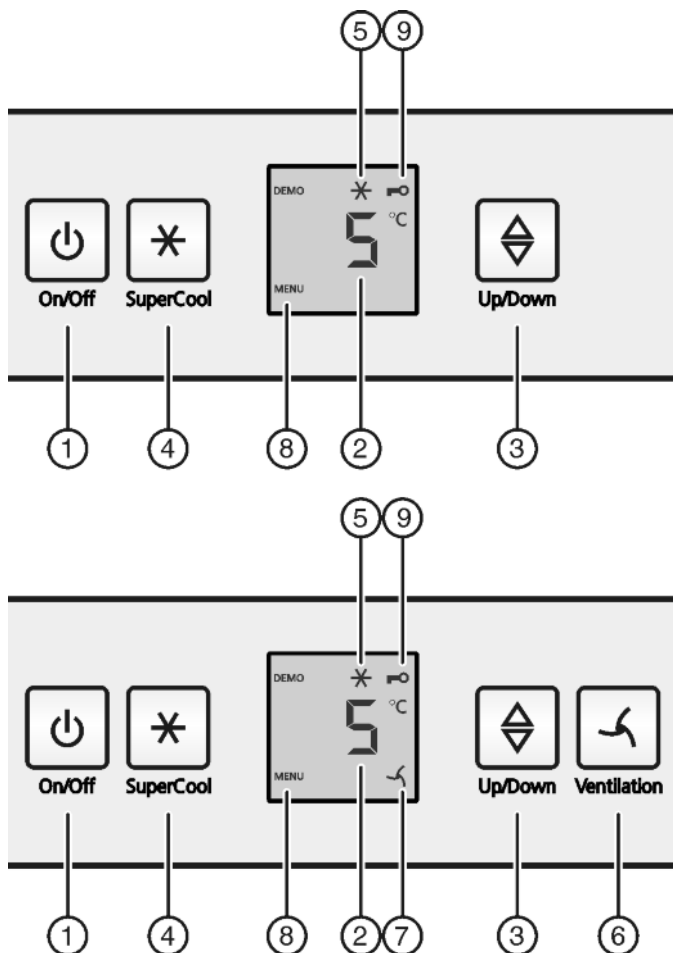 5 9
DEMO
5 °C
MENU
On/Off SuperCool Up/Down
1 4 8 2 3
5 9
DEMO
5 °C
MENU
On/Off SuperCool Up/Down Ventilation
1 4 8 2 7 3 6